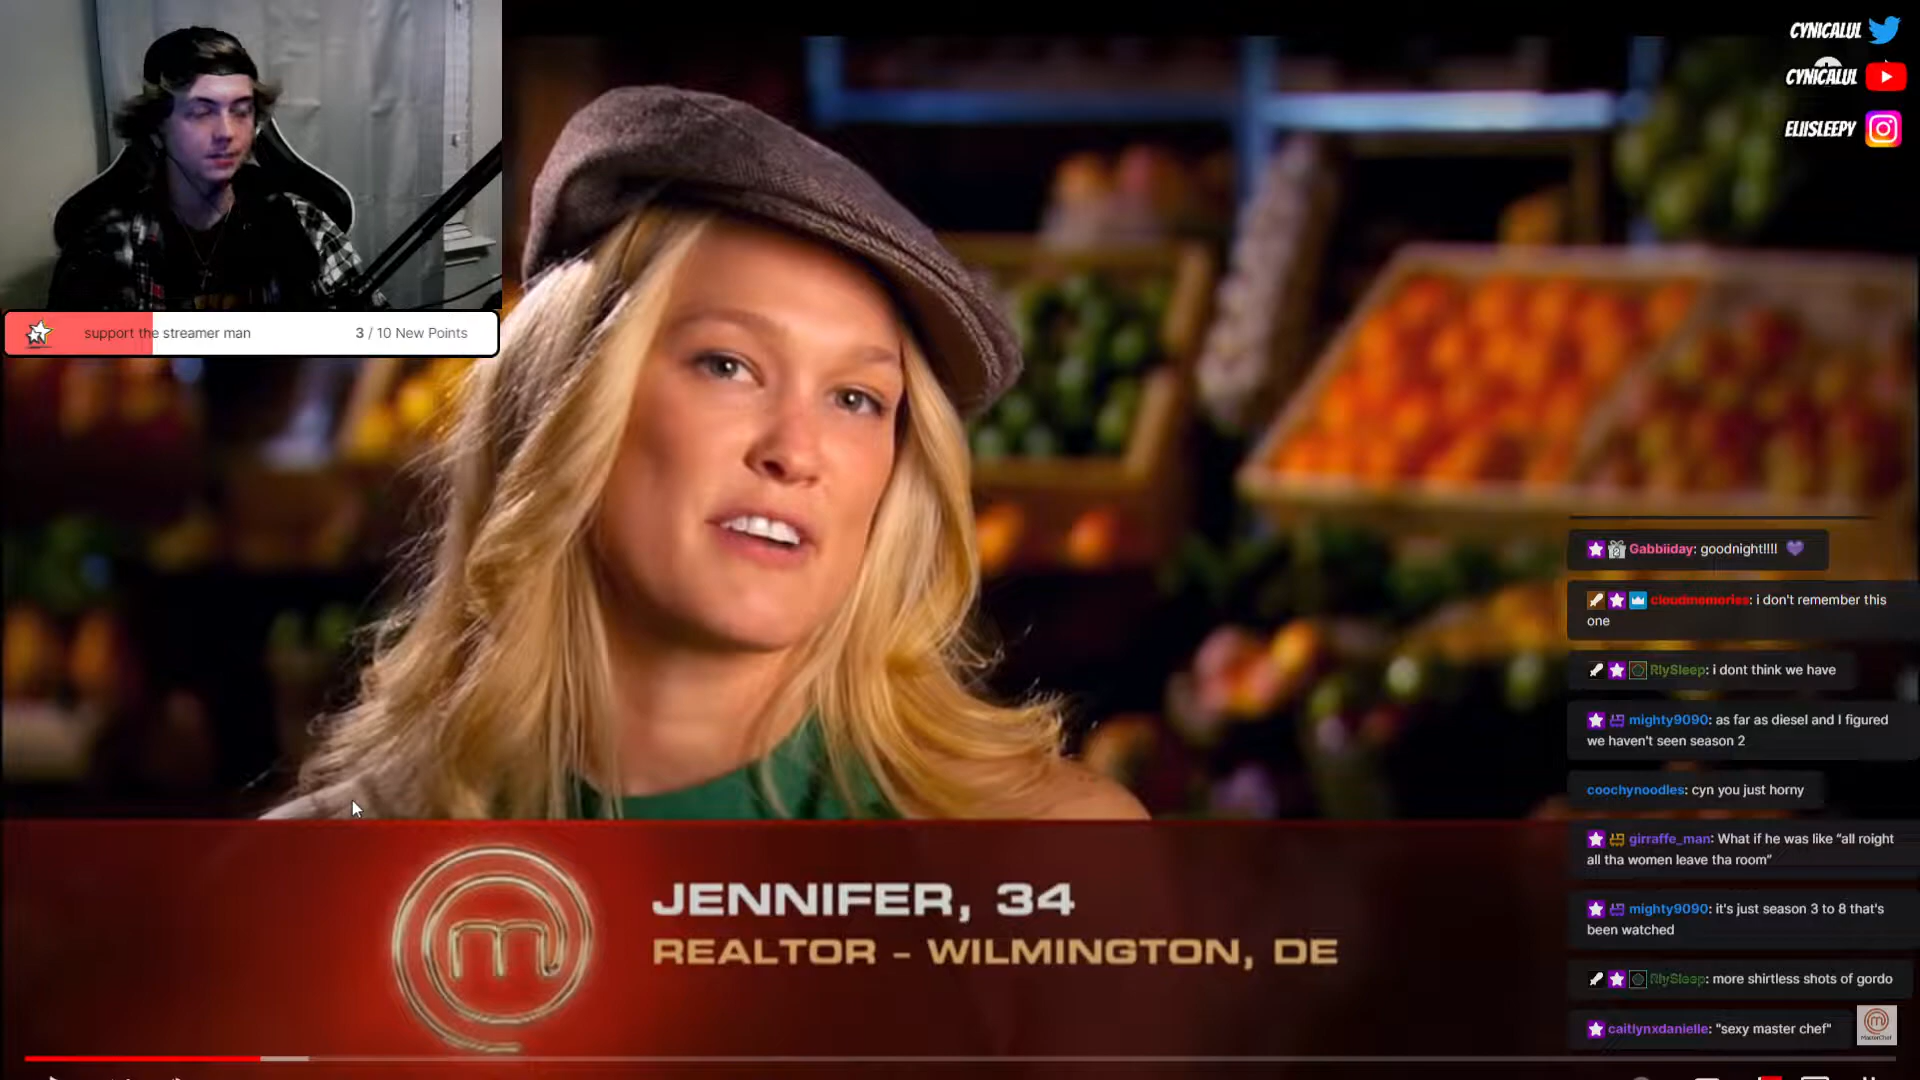 CYNICALUL
CYNICALUL
ELIISLEEPY
support the streamer man 3 / 10 New Points
Gabbiiday: goodnight!!!!
cloudmemories: i don't remember this
one
RlySleep: i dont think we have
mighty9090: as far as diesel and I figured
we haven't seen season 2
coochynoodles: cyn you just horny
girraffe_man: What if he was like “all roight
all tha women leave tha room”
mighty9090: it's just season 3 to 8 that's
been watched
RlySleep: more shirtless shots of gordo
caitlynxdanielle: "sexy master chef"
MasterChef
JENNIFER, 34
REALTOR - WILMINGTON, DE